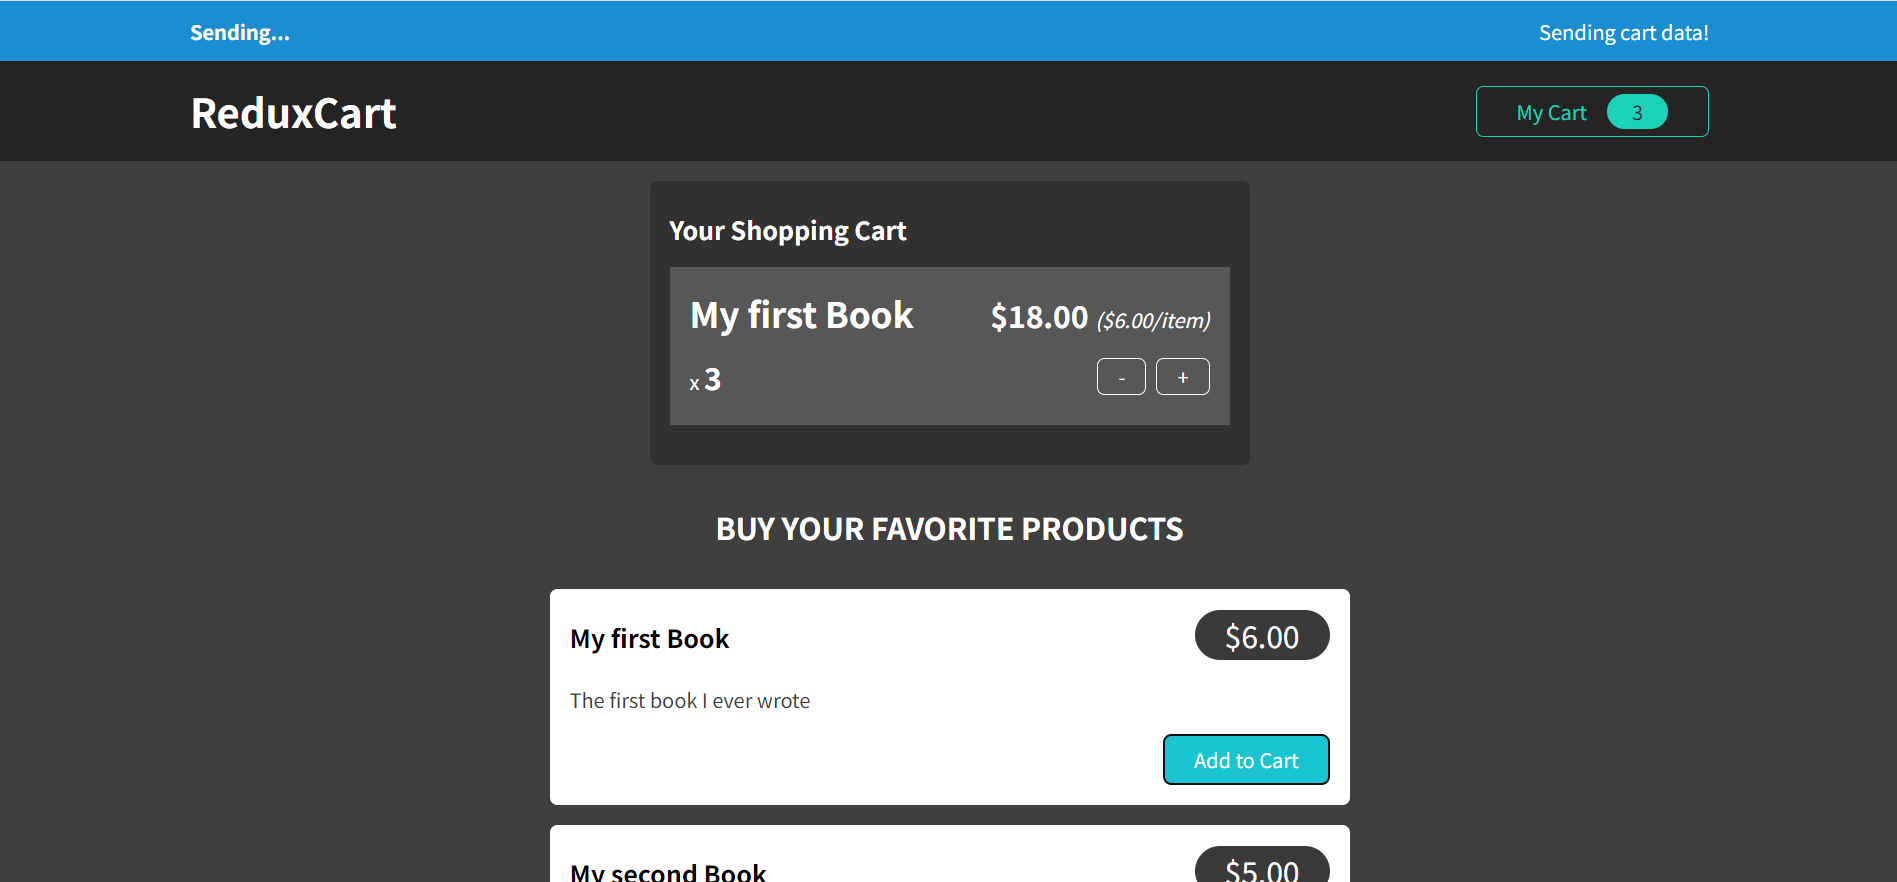 Sending... Sending cart data!
ReduxCart My Cart 3
Your Shopping Cart
My first Book $18.00 ($6.00/item)
x 3 - +
BUY YOUR FAVORITE PRODUCTS
My first Book $6.00
The first book I ever wrote
Add to Cart
My second Book $5.00